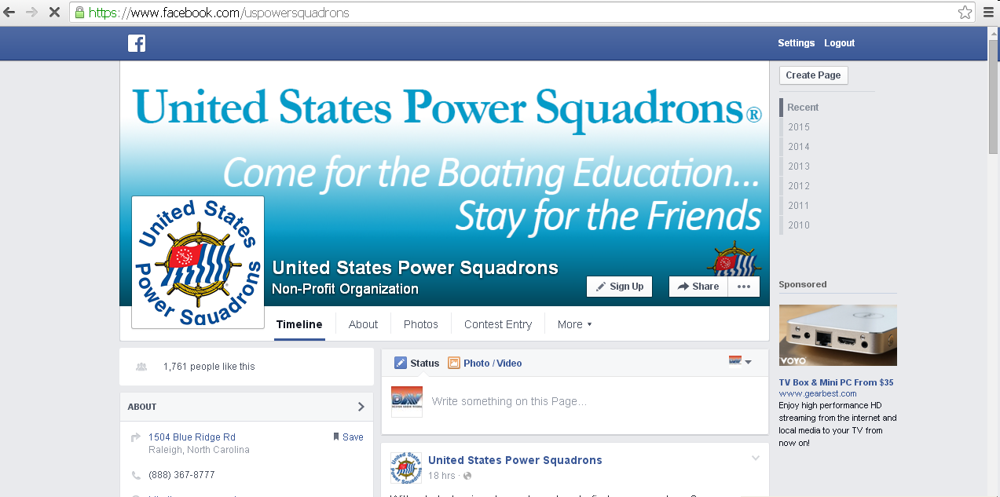 https://www.facebook.com/uspowersquadrons
Settings Logout
Create Page
United States Power Squadrons®
Come for the Boating Education...
Stay for the Friends
United States
Power Squadrons
United States Power Squadrons
Non-Profit Organization
Sign Up
Share
Timeline About Photos Contest Entry More
Recent
2015
2014
2013
2012
2011
2010
Sponsored
VOYO
TV Box & Mini PC From $35
www.gearbest.com
Enjoy high performance HD
streaming from the internet and
local media to your TV from
now on!
1,761 people like this
ABOUT
1504 Blue Ridge Rd
Save
Raleigh, North Carolina
(888) 367-8777
Status Photo / Video
Write something on this Page...
United States Power Squadrons
18 hrs ·